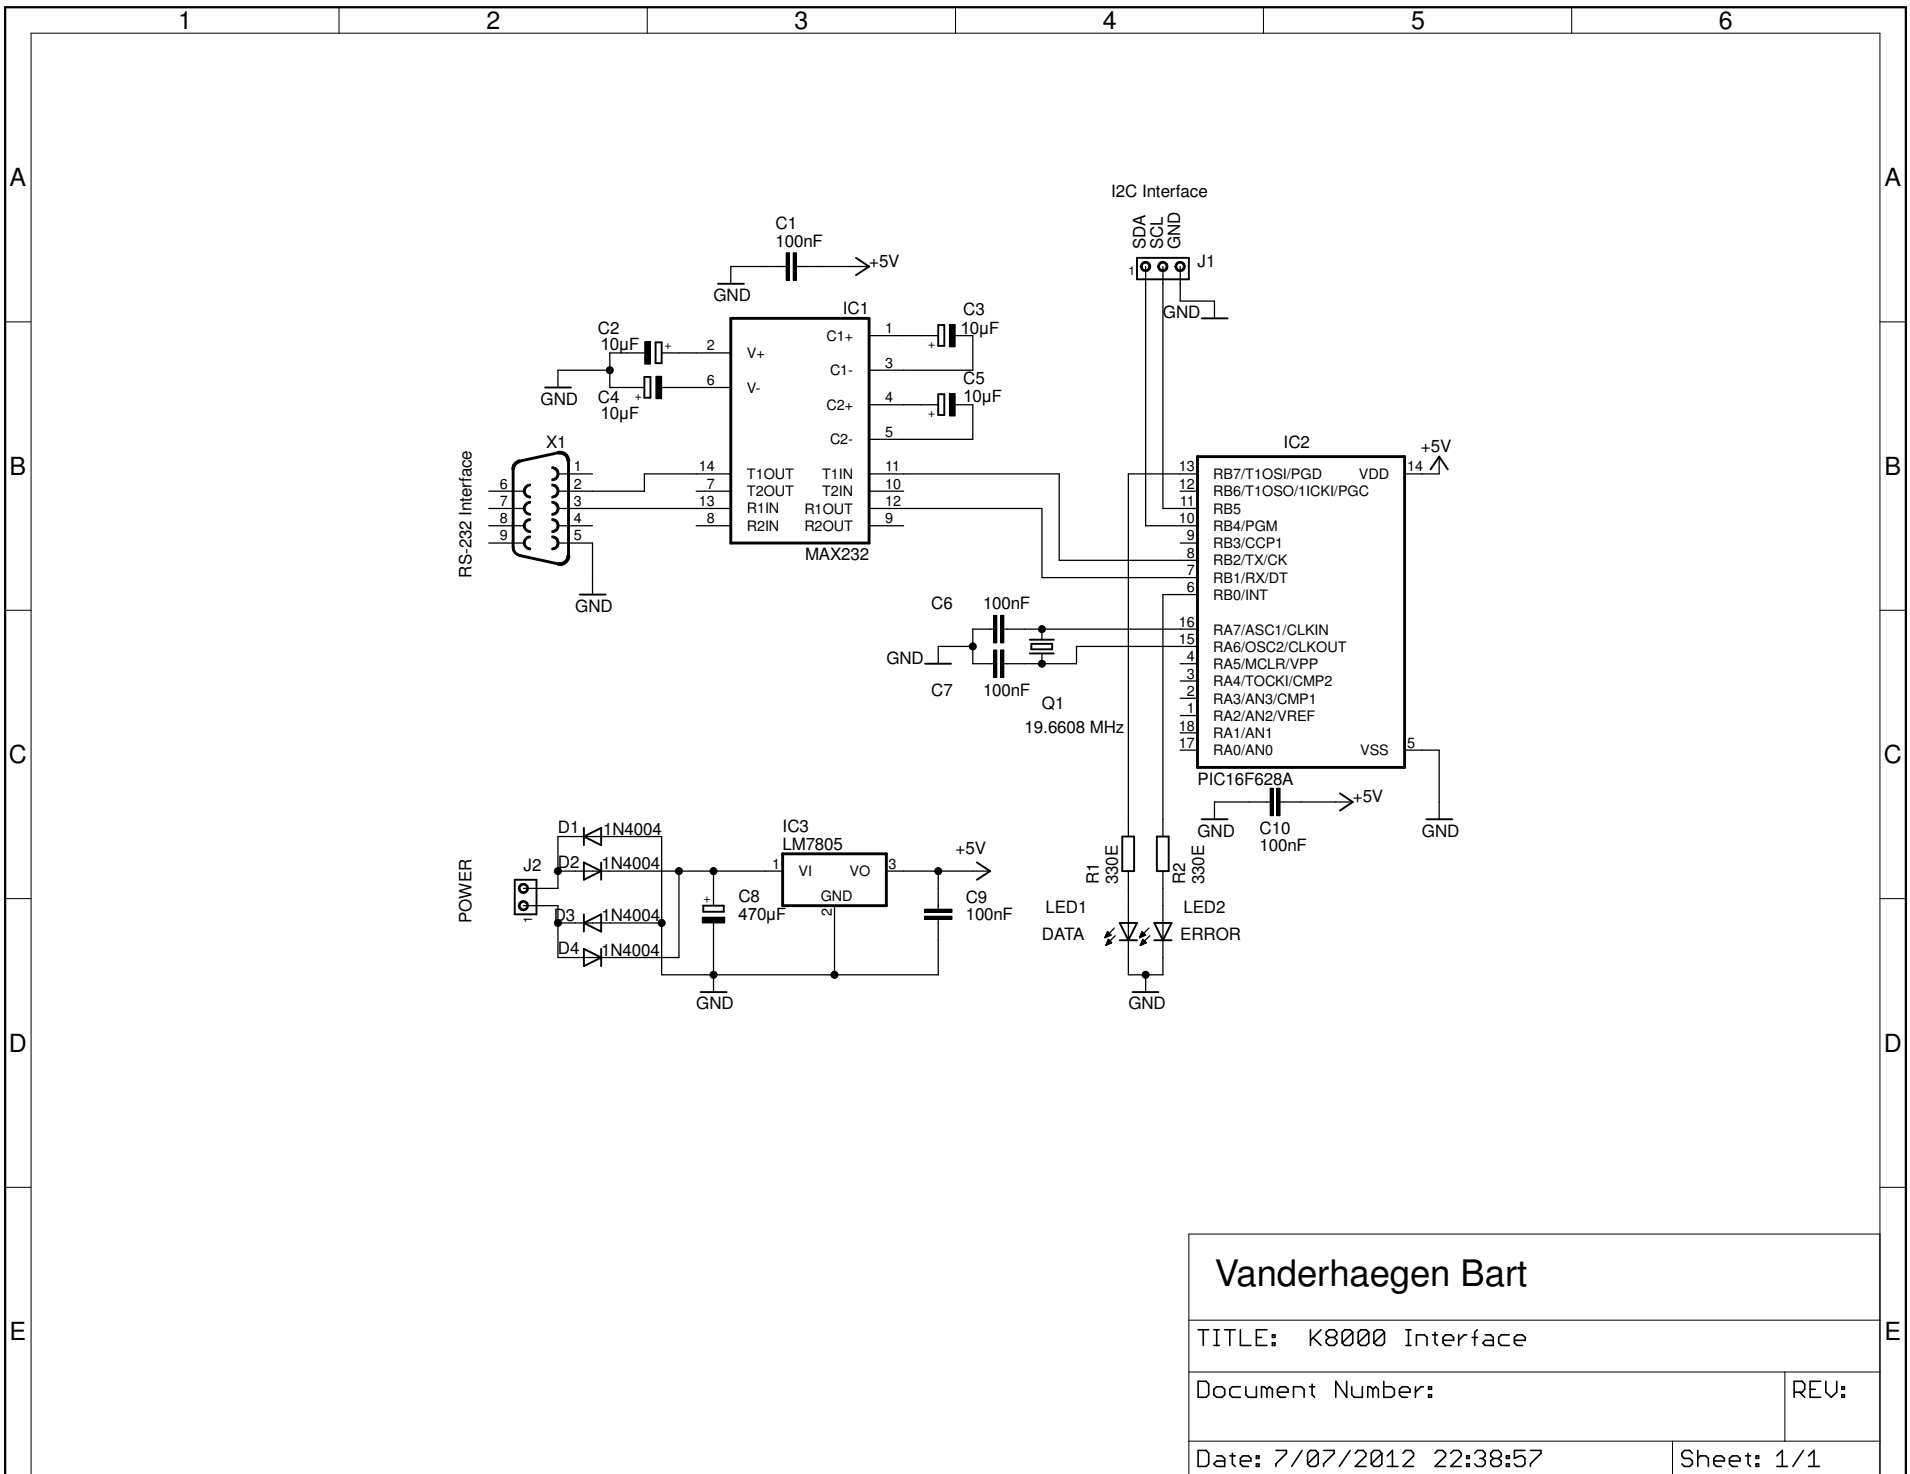 1 2 3 4 5 6
A A
B B
C C
D D
E E
I2C Interface
SDA
SCL
GND
1
J1
GND
C1
100nF
+5V
GND
IC1
C2
10µF
C4
10µF
GND
+
+
2
6
V+
V-
C1+
C1-
C2+
C2-
1
3
4
5
C3
10µF
+
C5
10µF
+
X1
RS-232 Interface
1
2
3
4
5
6
7
8
9
GND
14 T1OUT T1IN 11
7 T2OUT T2IN 10
13 R1IN R1OUT 12
8 R2IN R2OUT 9
MAX232
IC2
+5V
13 RB7/T1OSI/PGD VDD 14
12 RB6/T1OSO/1ICKI/PGC
11 RB5
10 RB4/PGM
9 RB3/CCP1
8 RB2/TX/CK
7 RB1/RX/DT
6 RB0/INT
16 RA7/ASC1/CLKIN
15 RA6/OSC2/CLKOUT
4 RA5/MCLR/VPP
3 RA4/TOCKI/CMP2
2 RA3/AN3/CMP1
1 RA2/AN2/VREF
18 RA1/AN1
17 RA0/AN0 VSS 5
PIC16F628A
C6 100nF
GND
C7 100nF
Q1
19.6608 MHz
+5V
GND
C10
100nF
GND
POWER
J2
1
D1 1N4004
D2 1N4004
D3 1N4004
D4 1N4004
+
C8
470µF
IC3
LM7805
1 VI VO 3
GND
2
+5V
C9
100nF
GND
R1
330E
R2
330E
LED1
DATA
LED2
ERROR
GND
Vanderhaegen Bart
TITLE: K8000 Interface
Document Number:
REV:
Date: 7/07/2012 22:38:57
Sheet: 1/1